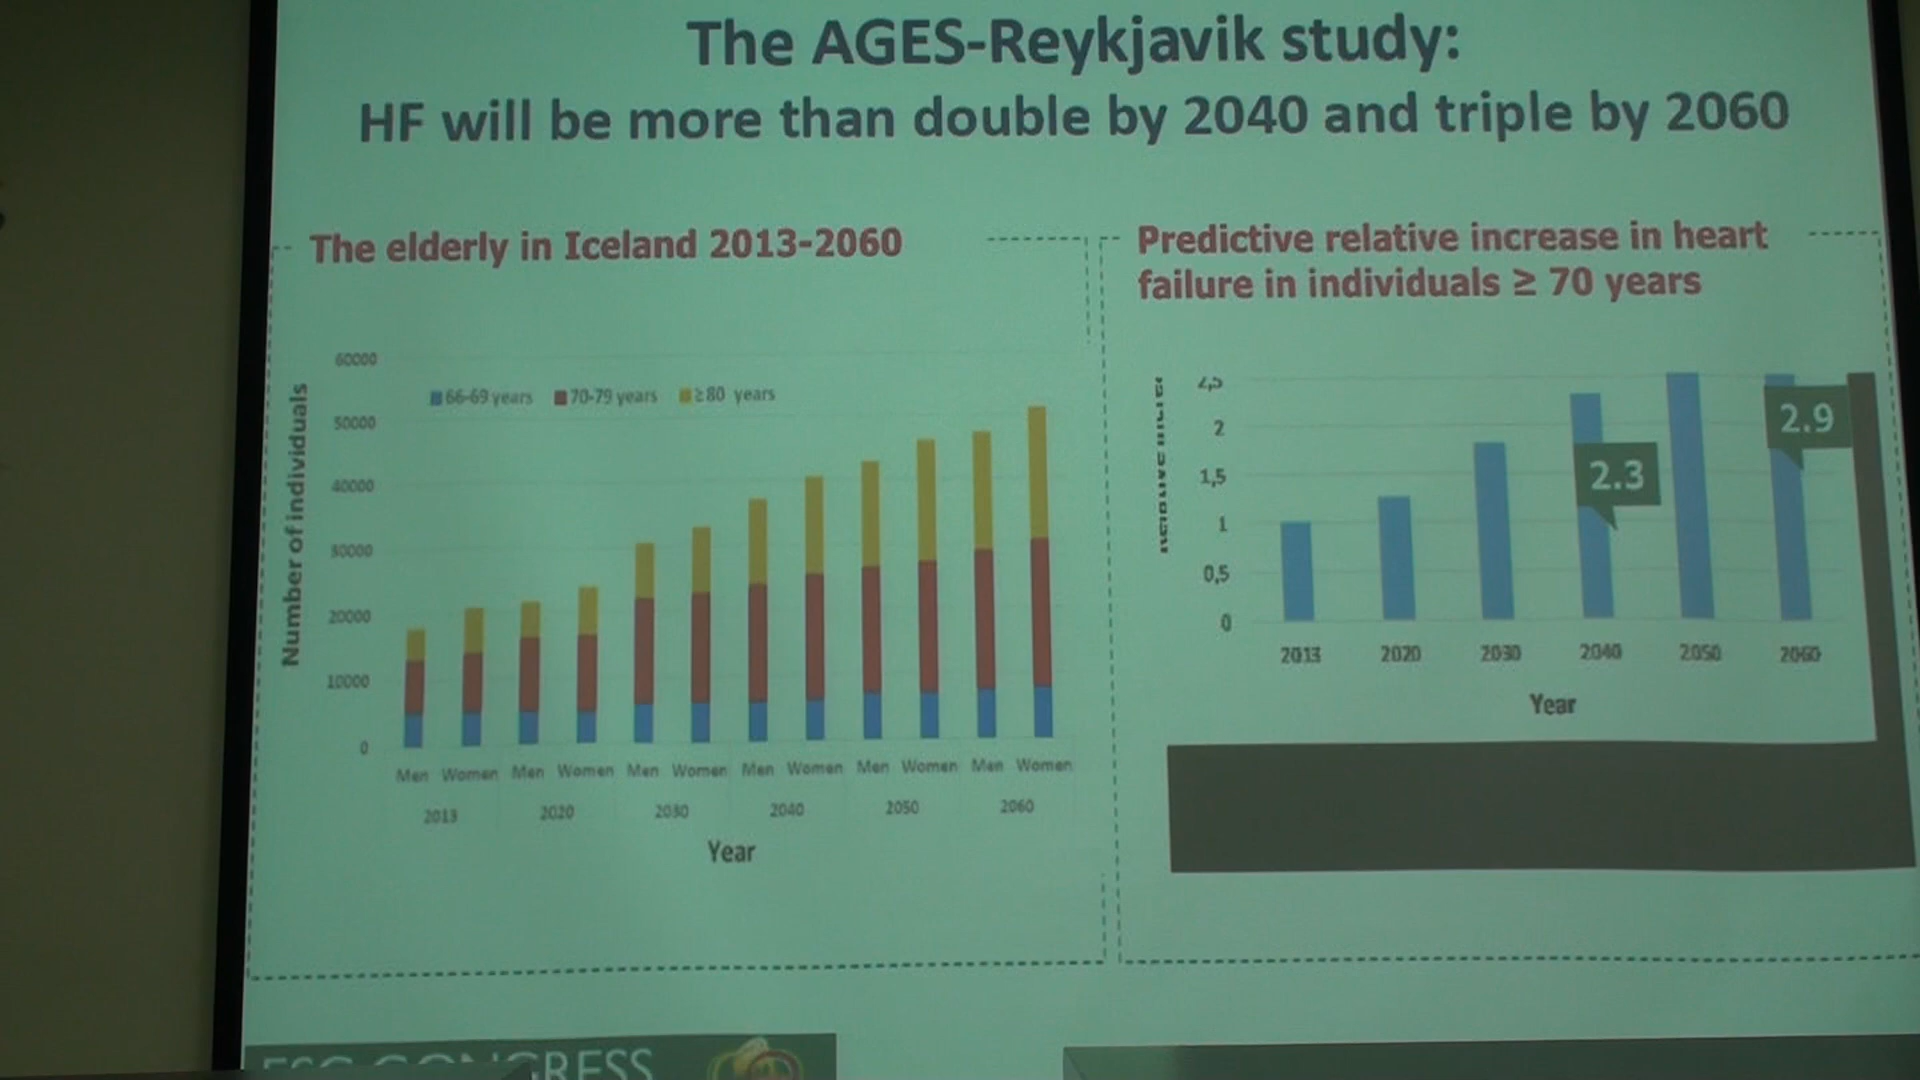 The AGES-Reykjavik study:
HF will be more than double by 2040 and triple by 2060
The elderly in Iceland 2013-2060
Number of individuals
60000
50000
40000
30000
20000
10000
0
66-69 years 70-79 years ≥80 years
Men Women Men Women Men Women Men Women Men Women Men Women
2013 2020 2030 2040 2050 2060
Year
Predictive relative increase in heart
failure in individuals ≥ 70 years
2,5
2
1,5
1
0,5
0
2.3
2.9
2013 2020 2030 2040 2050 2060
Year